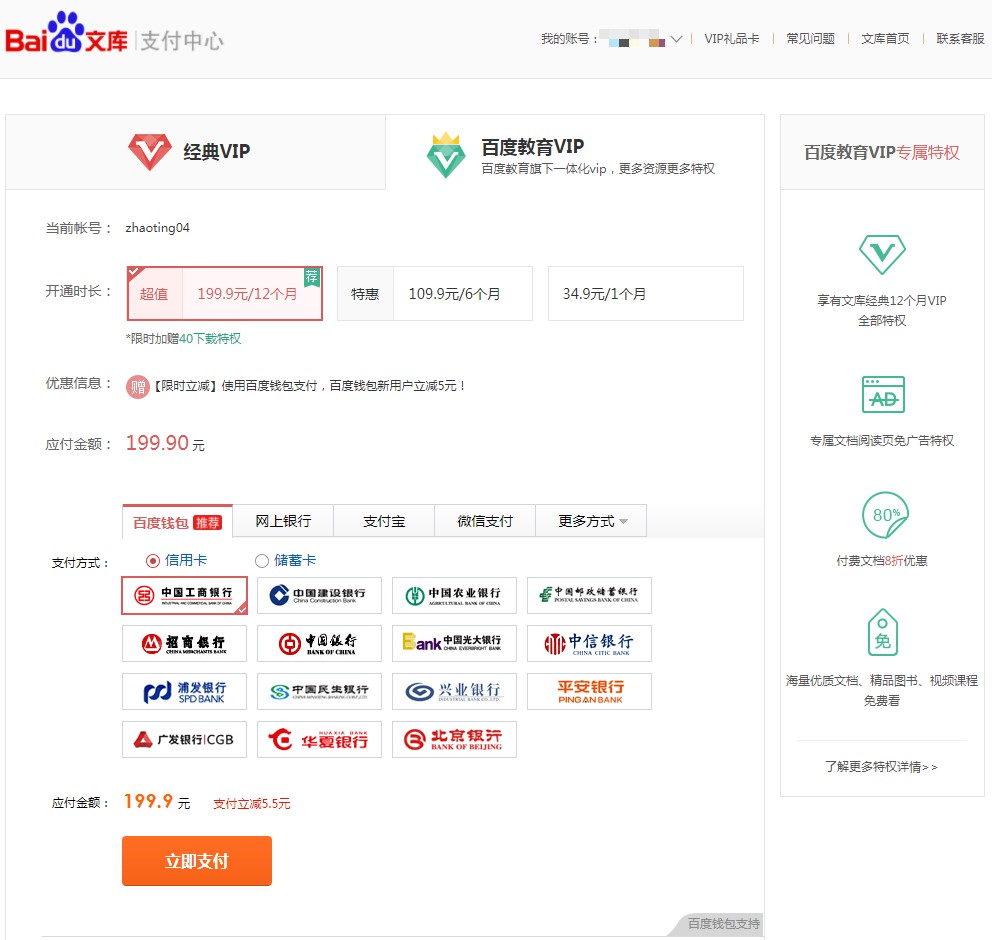 Bai du 文库 支付中心
我的账号： VIP礼品卡 常见问题 文库首页 联系客服
经典VIP
百度教育VIP
百度教育旗下一体化vip，更多资源更多特权
当前帐号： zhaoting04
开通时长： 超值 199.9元/12个月 荐 特惠 109.9元/6个月 34.9元/1个月
*限时加赠40下载特权
优惠信息： 赠 【限时立减】使用百度钱包支付，百度钱包新用户立减5元！
应付金额： 199.90 元
百度钱包 推荐 网上银行 支付宝 微信支付 更多方式
支付方式： 信用卡 储蓄卡
中国工商银行 INDUSTRIAL AND COMMERCIAL BANK OF CHINA
中国建设银行 China Construction Bank
中国农业银行 AGRICULTURAL BANK OF CHINA
中国邮政储蓄银行 POSTAL SAVINGS BANK OF CHINA
招商银行 CHINA MERCHANTS BANK
中国银行 BANK OF CHINA
Bank 中国光大银行 CHINA EVERBRIGHT BANK
中信银行 CHINA CITIC BANK
浦发银行 SPD BANK
中国民生银行 CHINA MINSHENG BANKING CORP.,LTD
兴业银行 INDUSTRIAL BANK CO.,LTD.
平安银行 PING AN BANK
广发银行|CGB
HUAXIA BANK 华夏银行
北京银行 BANK OF BEIJING
应付金额： 199.9 元 支付立减5.5元
立即支付
百度钱包支持
百度教育VIP专属特权
V
享有文库经典12个月VIP
全部特权
AD
专属文档阅读页免广告特权
80%
付费文档8折优惠
免
海量优质文档、精品图书、视频课程
免费看
了解更多特权详情>>